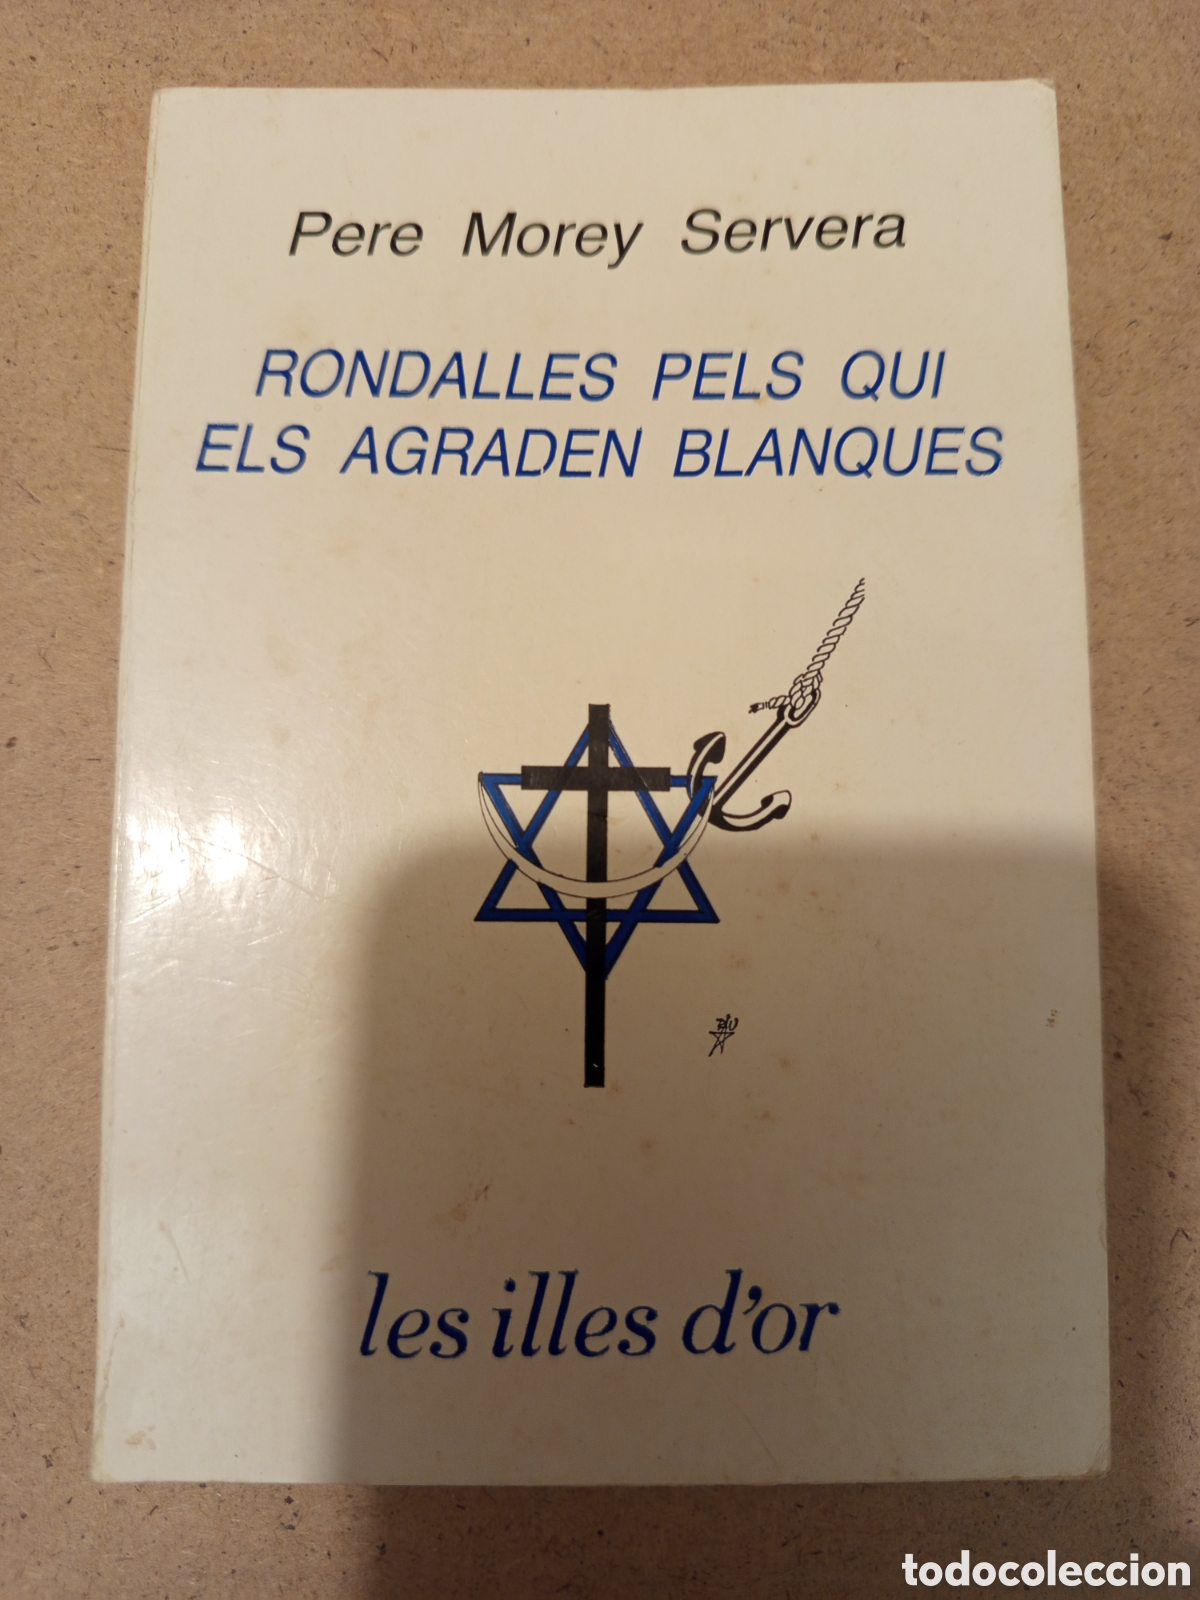 Pere Morey Servera
RONDALLES PELS QUI
ELS AGRADEN BLANQUES
les illes d'or
todocoleccion